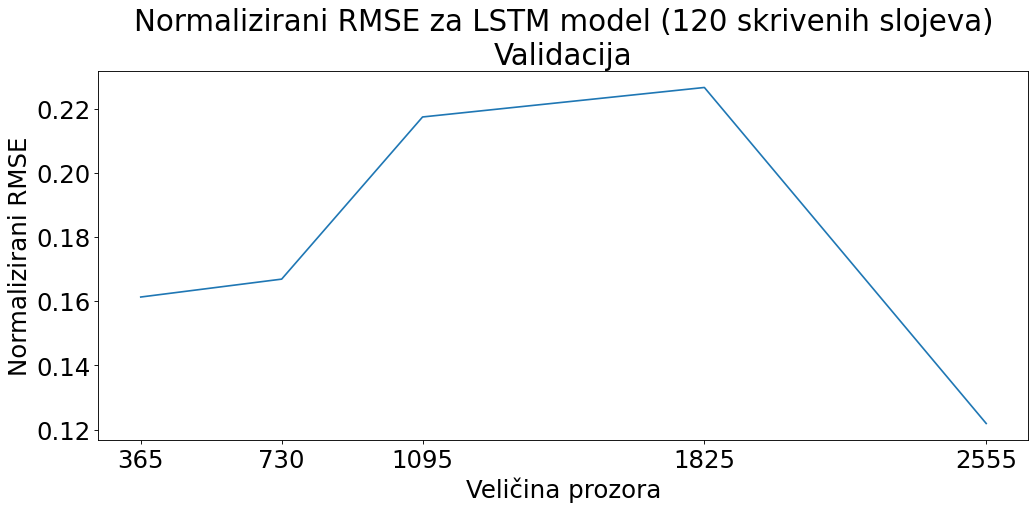 Normalizirani RMSE za LSTM model (120 skrivenih slojeva)
Validacija
Normalizirani RMSE
0.22
0.20
0.18
0.16
0.14
0.12
365 730 1095 1825 2555
Veličina prozora